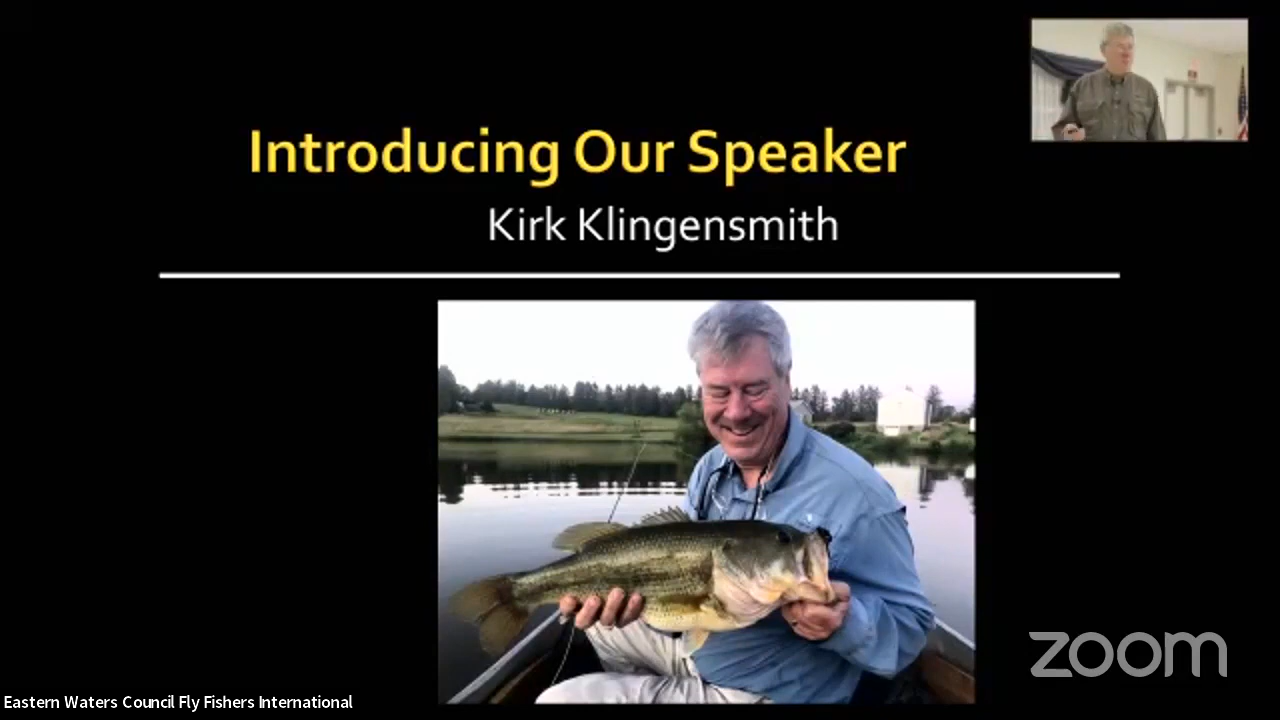 Introducing Our Speaker
Kirk Klingensmith
zoom
Eastern Waters Council Fly Fishers International